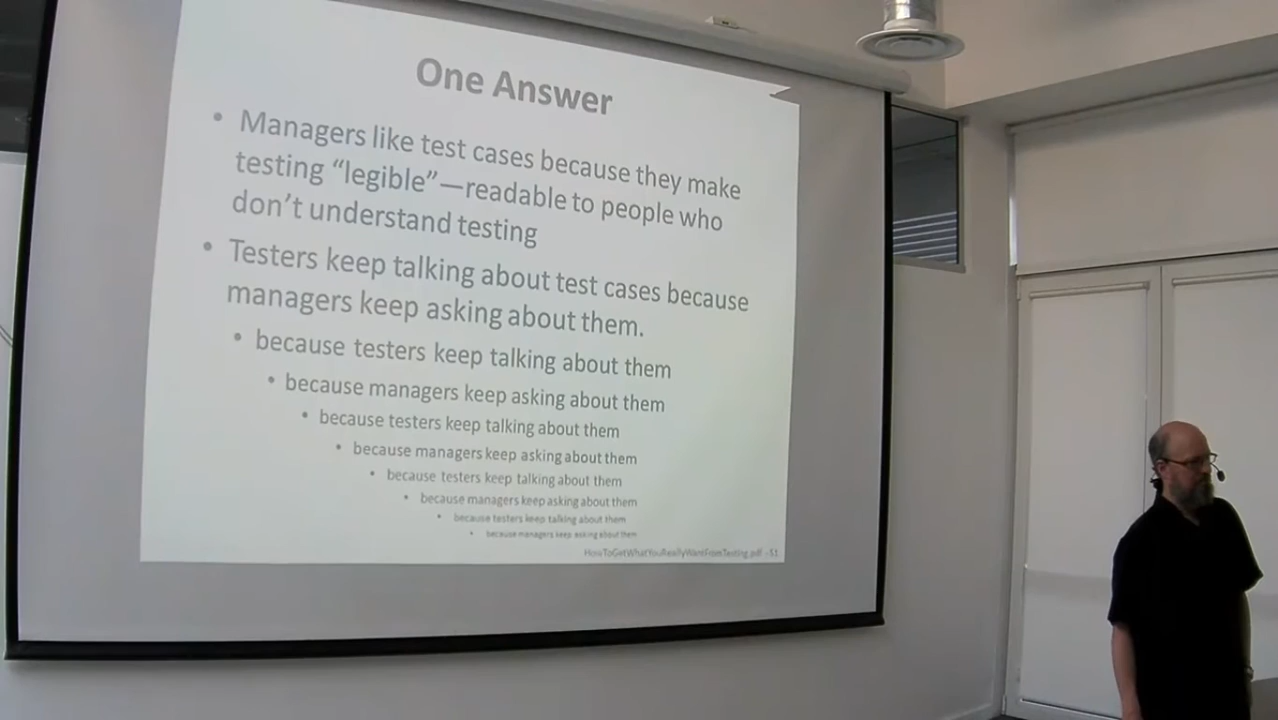 One Answer
• Managers like test cases because they make
testing “legible”—readable to people who
don’t understand testing
• Testers keep talking about test cases because
managers keep asking about them.
• because testers keep talking about them
• because managers keep asking about them
• because testers keep talking about them
• because managers keep asking about them
• because testers keep talking about them
• because managers keep asking about them
• because testers keep talking about them
• because managers keep asking about them
HowToGetWhatYouReallyWantFromTesting.pdf - 51